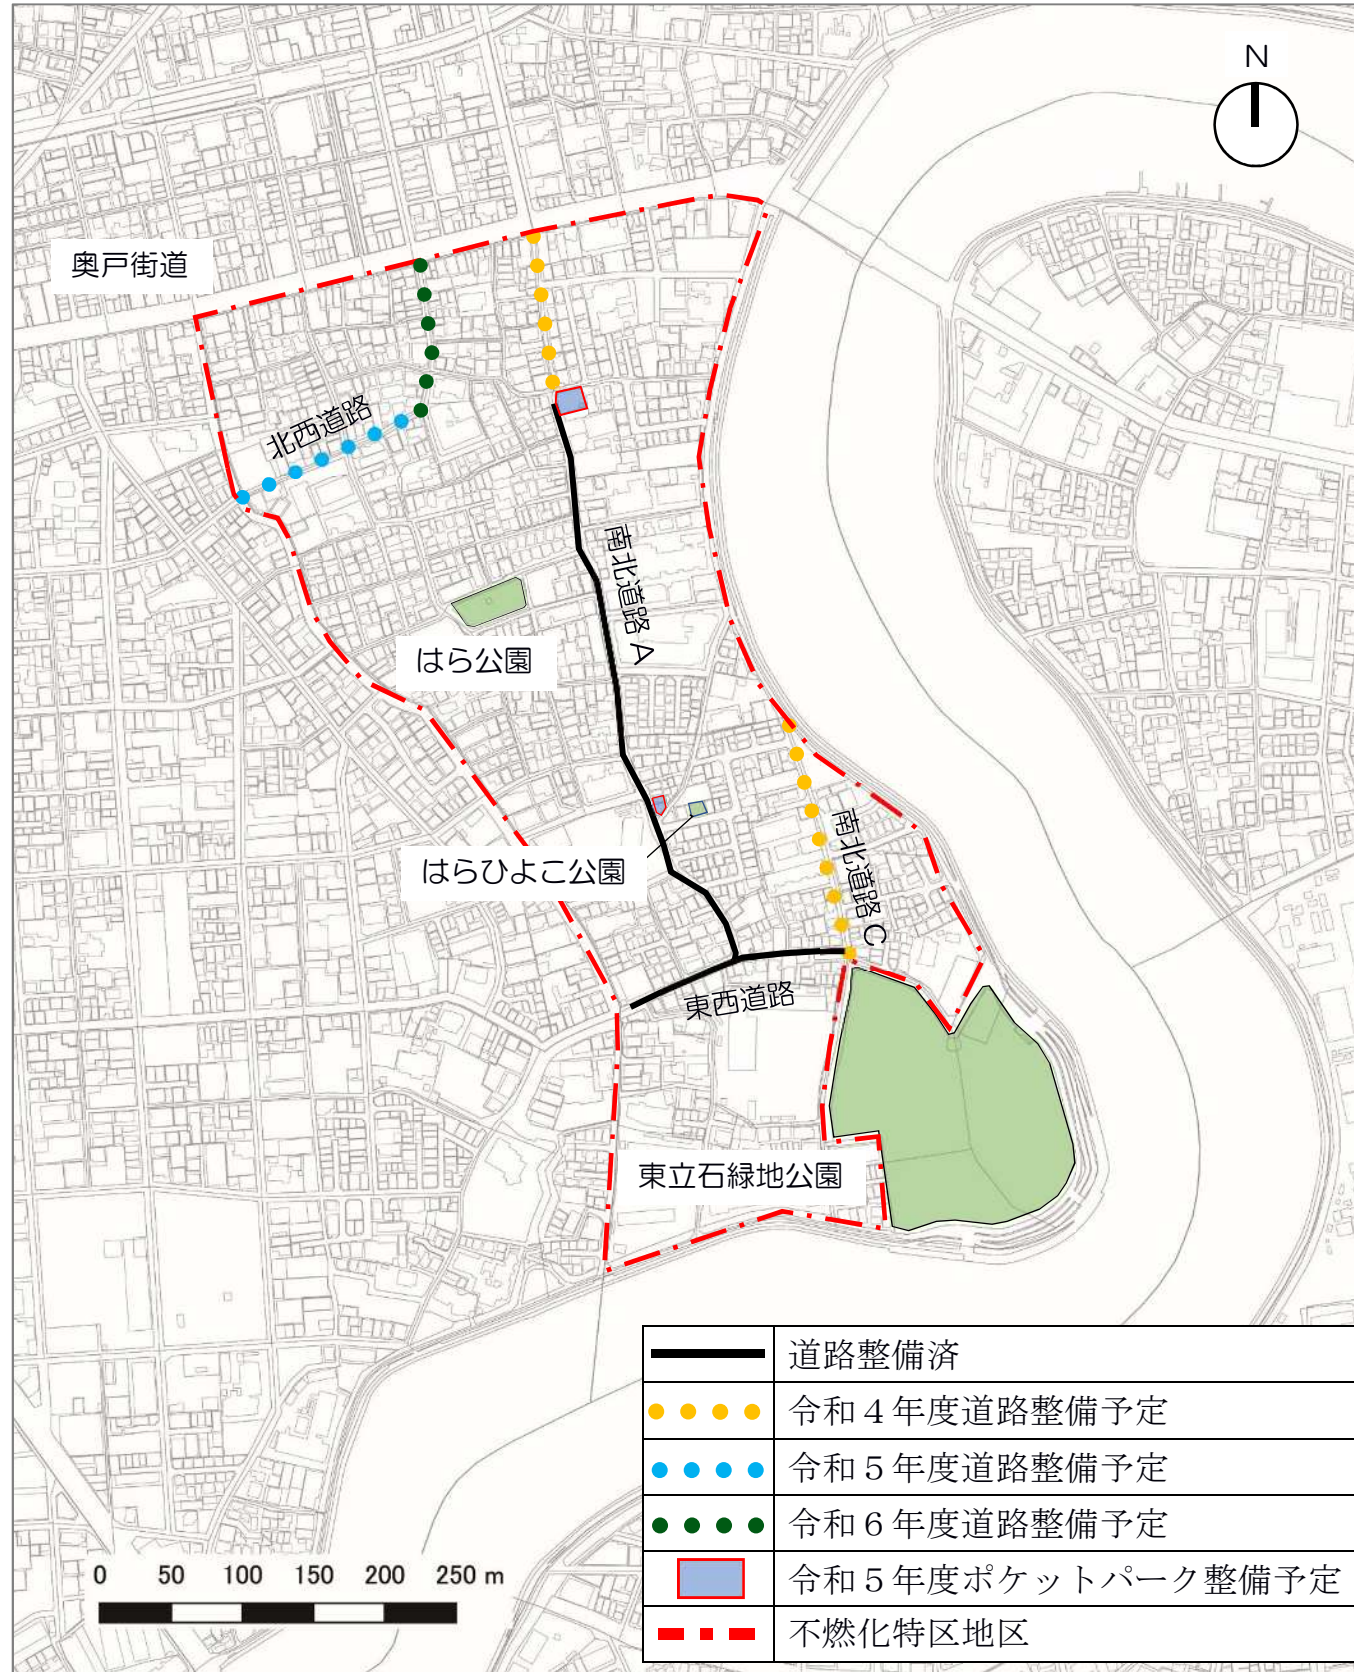 N
奥戸街道
北西道路
南北道路 A
はら公園
はらひよこ公園
南北道路 C
東西道路
東立石緑地公園
道路整備済
令和４年度道路整備予定
令和５年度道路整備予定
令和６年度道路整備予定
令和５年度ポケットパーク整備予定
不燃化特区地区
0 50 100 150 200 250 m